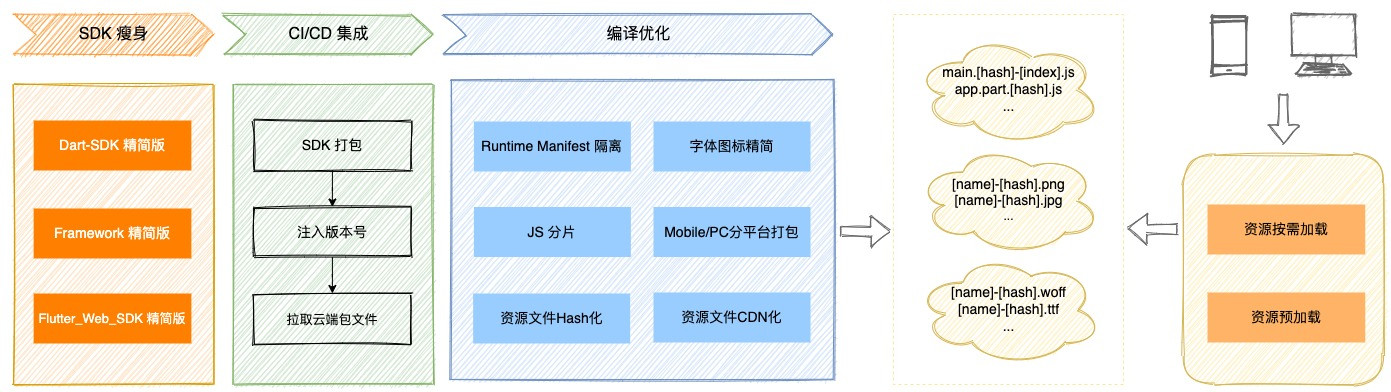 SDK 瘦身
Dart-SDK 精简版
Framework 精简版
Flutter_Web_SDK 精简版
CI/CD 集成
SDK 打包
注入版本号
拉取云端包文件
编译优化
Runtime Manifest 隔离
字体图标精简
JS 分片
Mobile/PC分平台打包
资源文件Hash化
资源文件CDN化
main.[hash]-[index].js
app.part.[hash].js
...
[name]-[hash].png
[name]-[hash].jpg
...
[name]-[hash].woff
[name]-[hash].ttf
...
资源按需加载
资源预加载